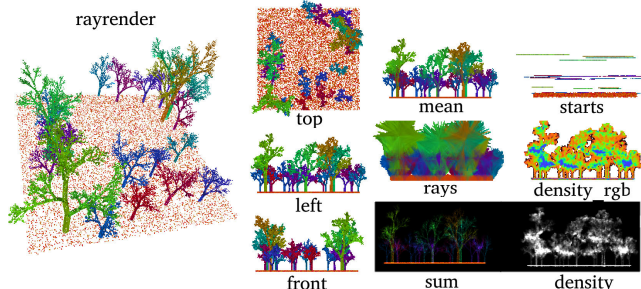 rayrender
top
mean
starts
left
rays
density_rgb
front
sum
density